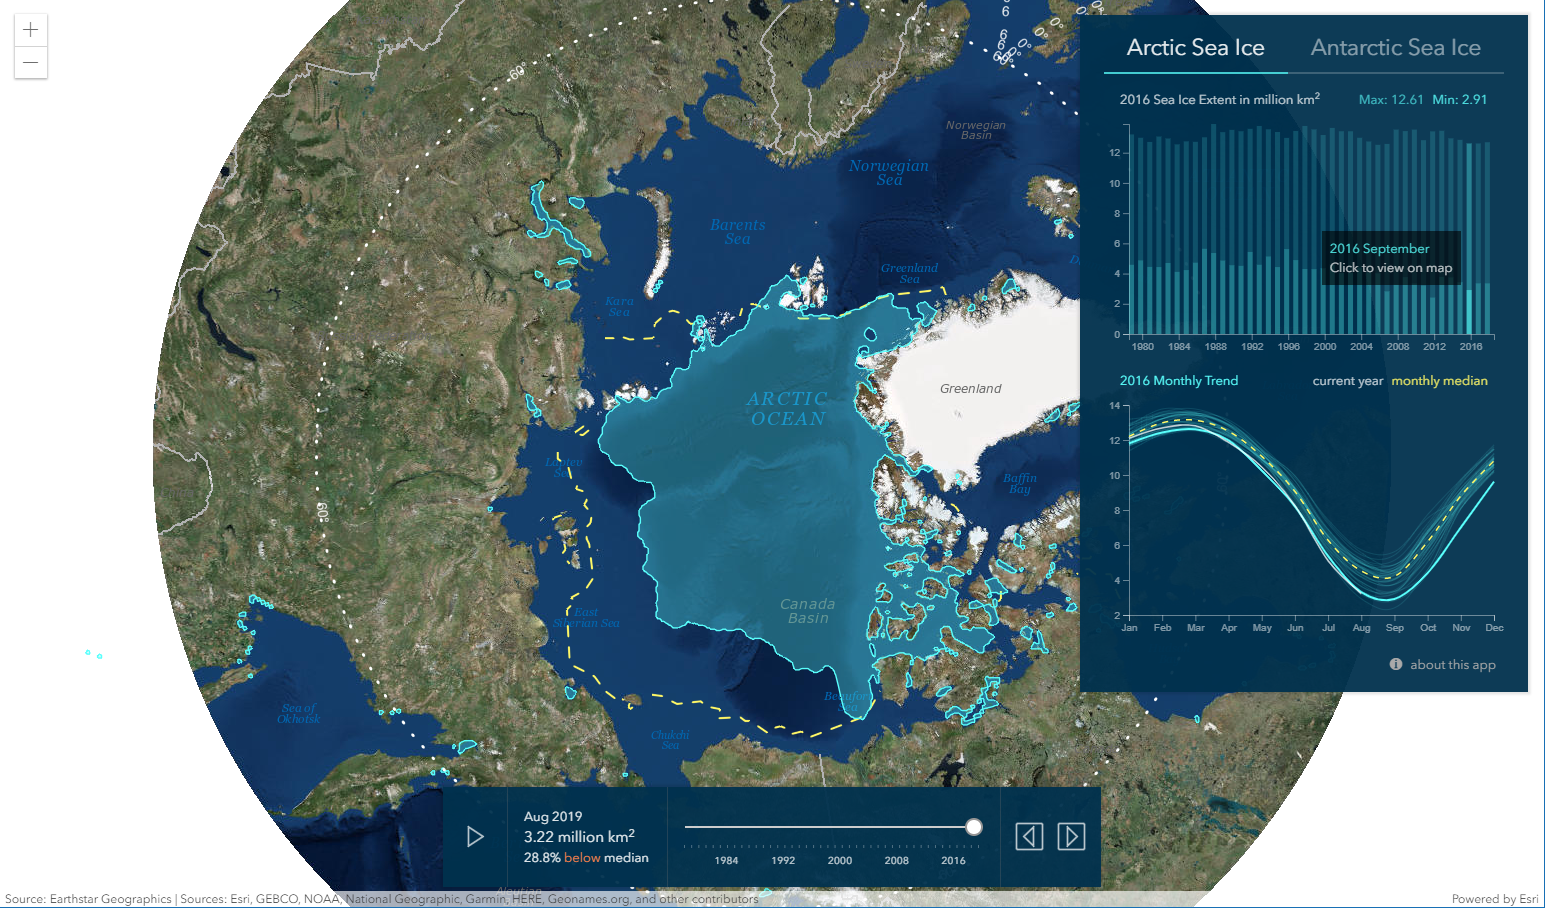 +
−
Arctic Sea Ice
Antarctic Sea Ice
2016 Sea Ice Extent in million km²
Max: 12.61 Min: 2.91
12
10
8
6
4
2
0
1980 1984 1988 1992 1996 2000 2004 2008 2012 2016
2016 September
Click to view on map
2016 Monthly Trend
current year monthly median
14
12
10
8
6
4
2
Jan Feb Mar Apr May Jun Jul Aug Sep Oct Nov Dec
about this app
60°
60°
Norwegian
Basin
Norwegian
Sea
Barents
Sea
Greenland
Sea
Kara
Sea
Greenland
ARCTIC
OCEAN
Laptev
Baffin
Bay
Canada
Basin
East
Siberian Sea
Sea
Sea of
Okhotsk
Chukchi
Sea
Aug 2019
3.22 million km²
28.8% below median
1984 1992 2000 2008 2016
Aleutian
Source: Earthstar Geographics | Sources: Esri, GEBCO, NOAA, National Geographic, Garmin, HERE, Geonames.org, and other contributors
Powered by Esri